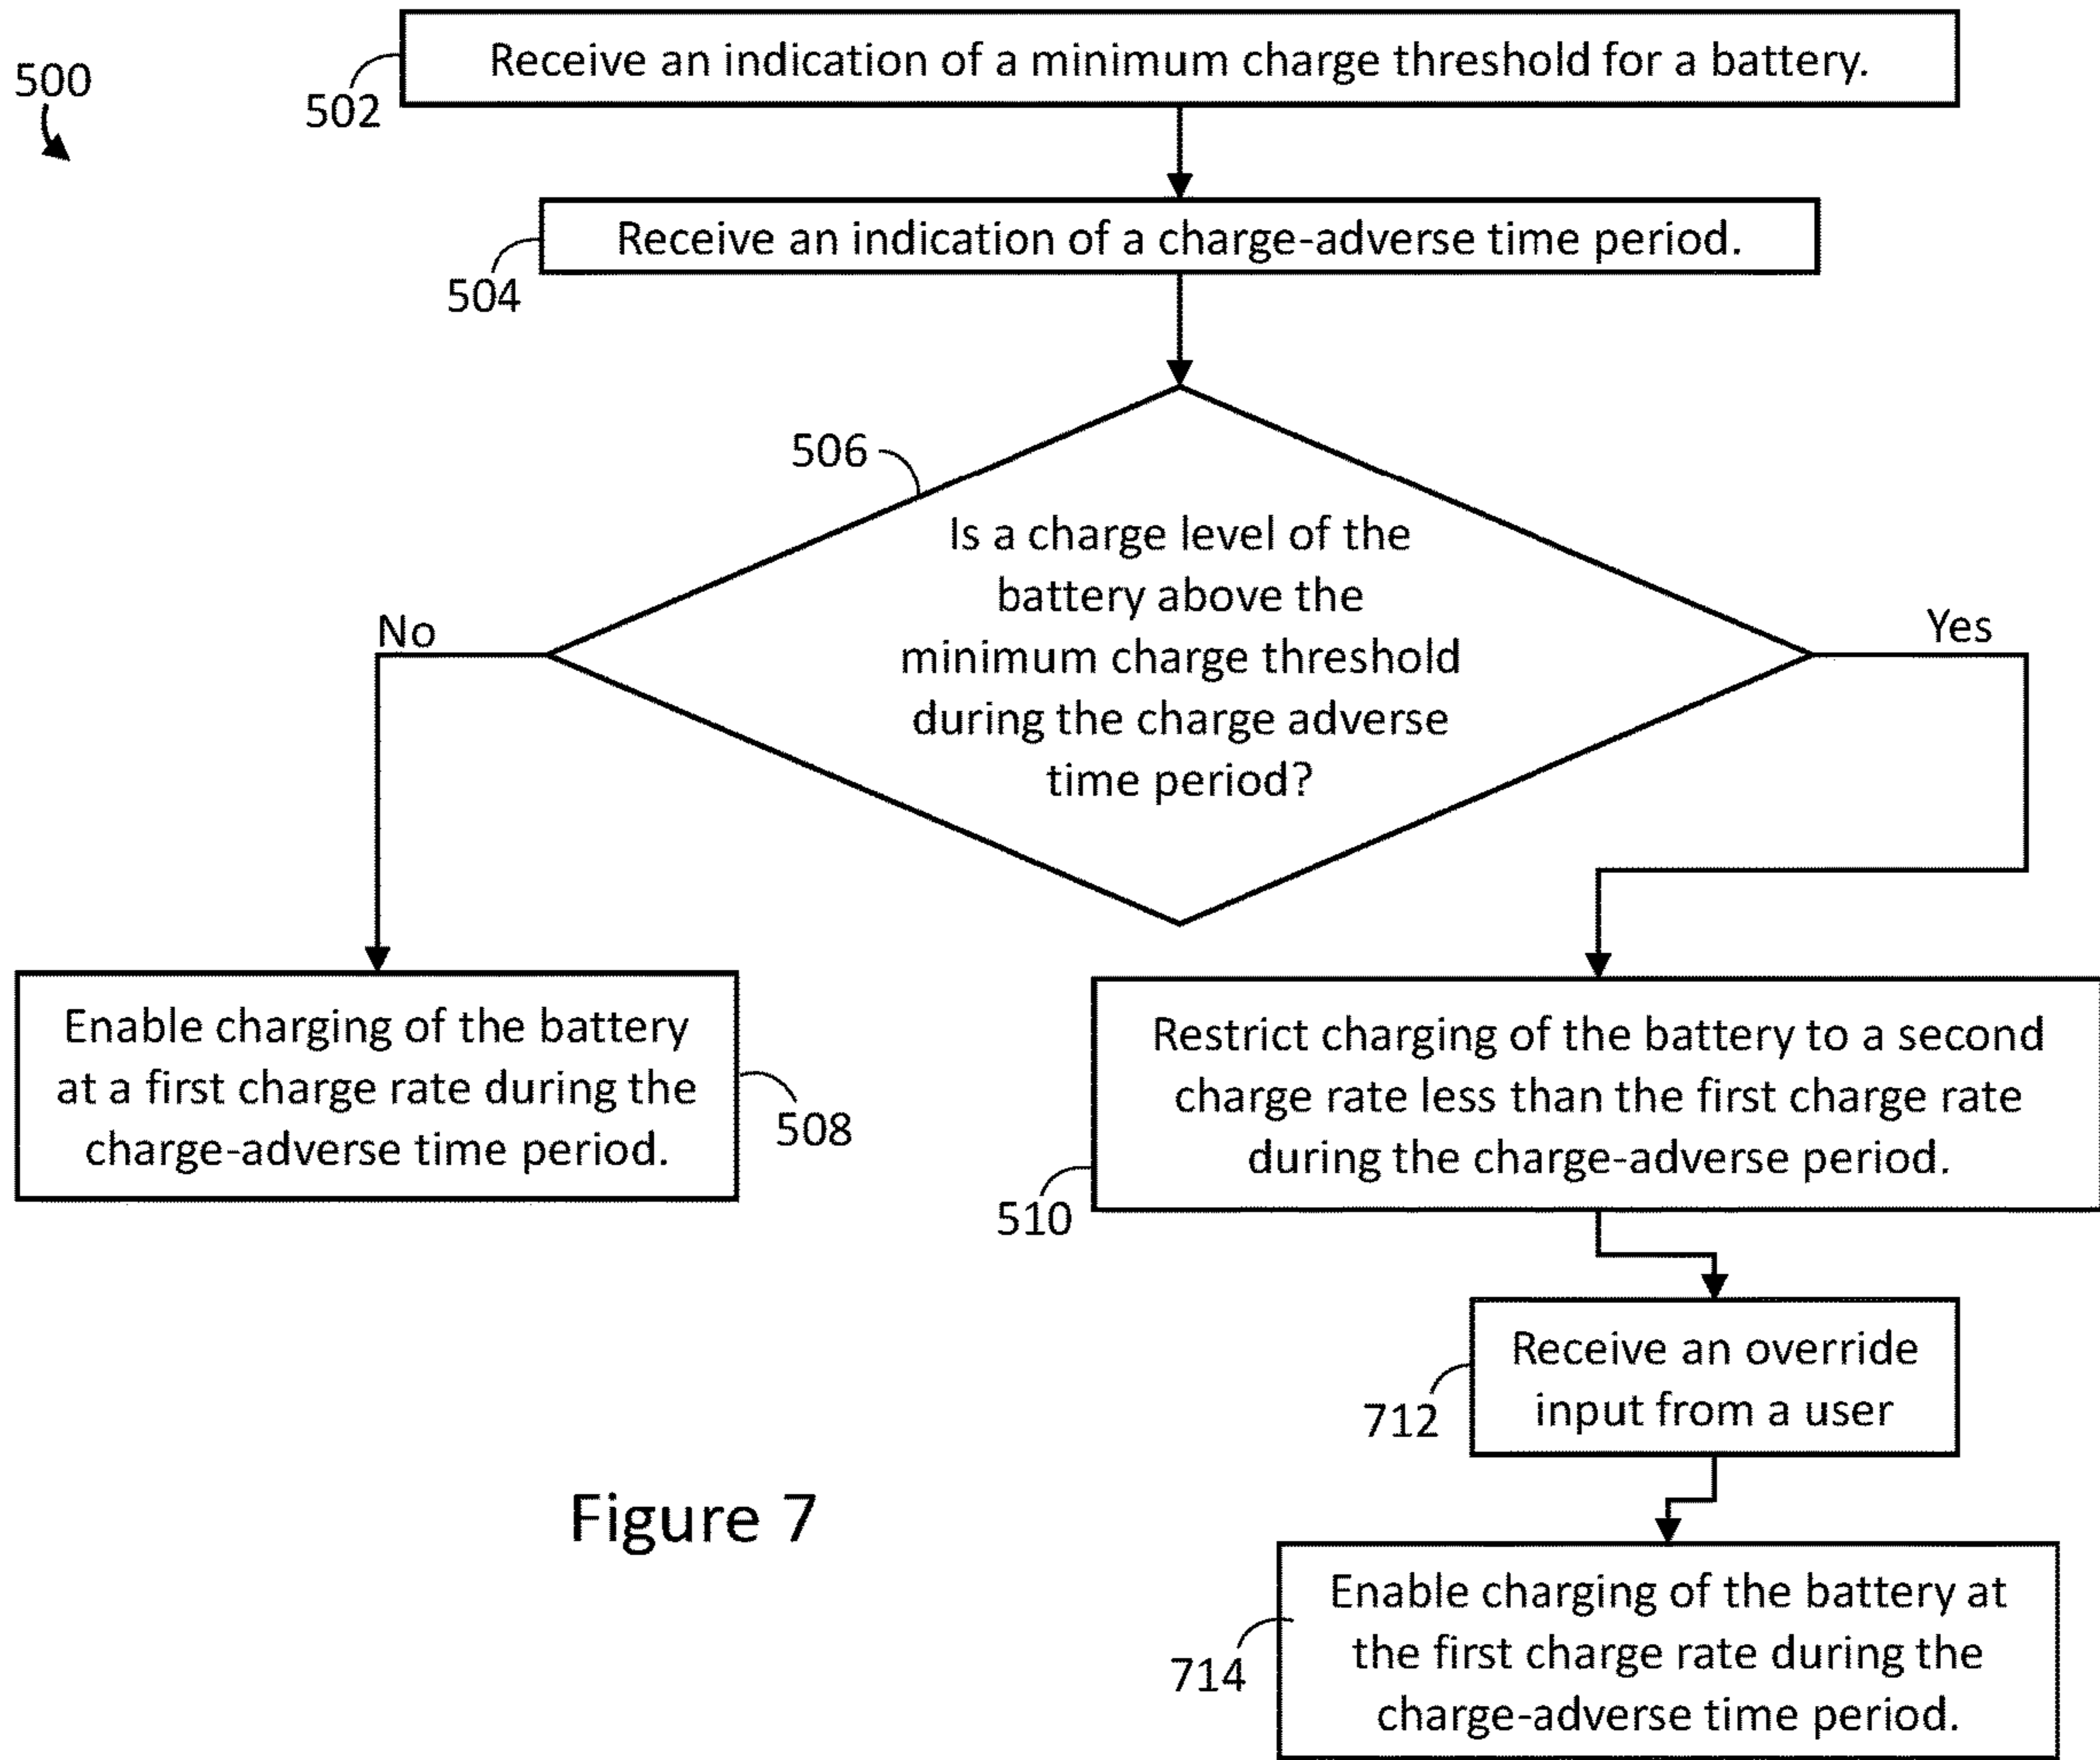 Receive an indication of a minimum charge threshold for a battery.
500
502
Receive an indication of a charge-adverse time period.
504
506
Is a charge level of the
battery above the
minimum charge threshold
during the charge adverse
time period?
No
Yes
Enable charging of the battery
at a first charge rate during the
charge-adverse time period.
508
Restrict charging of the battery to a second
charge rate less than the first charge rate
during the charge-adverse period.
510
Receive an override
input from a user
712
Figure 7
Enable charging of the battery at
the first charge rate during the
charge-adverse time period.
714